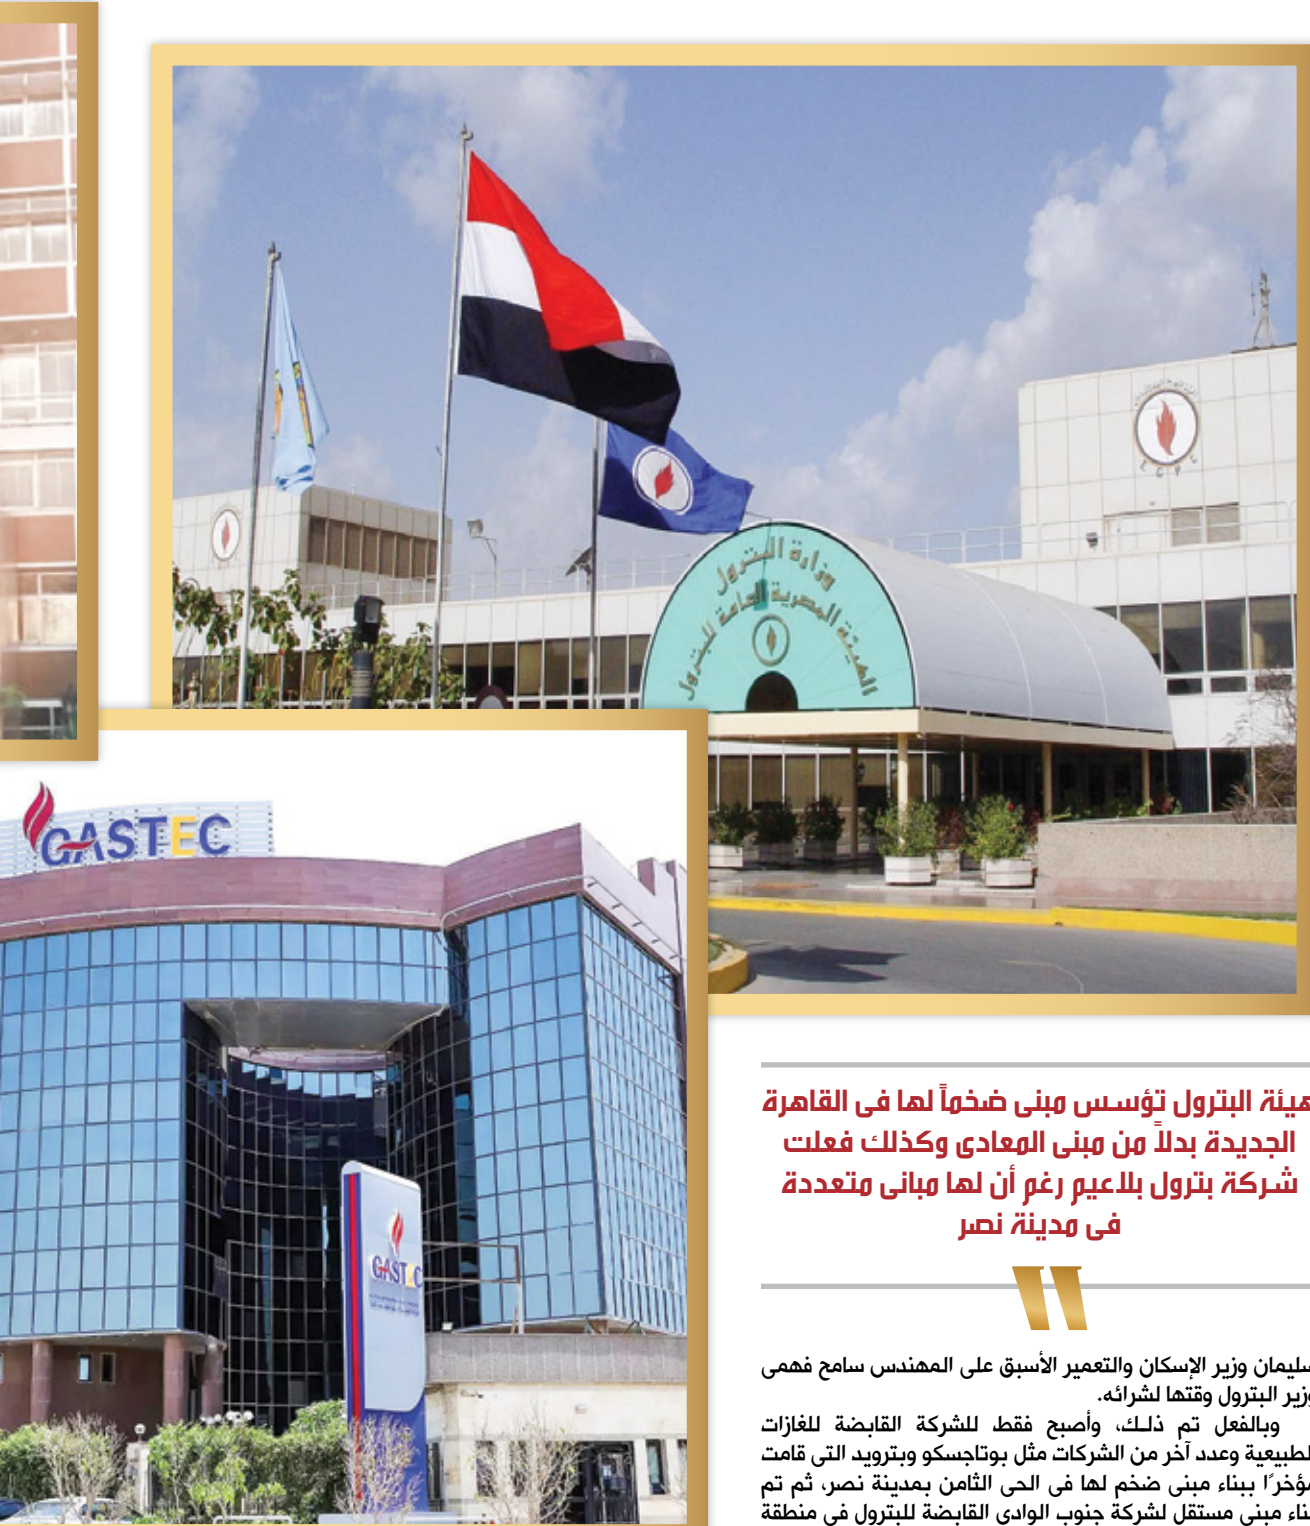 EGPC
وزارة البترول
الهيئة المصرية العامة للبترول
GASTEC
GASTEC
هيئة البترول تؤسس مبنى ضخماً لها فى القاهرة
الجديدة بدلاً من مبنى المعادى وكذلك فعلت
شركة بترول بلاعيم رغم أن لها مبانى متعددة
فى مدينة نصر
سليمان وزير الإسكان والتعمير الأسبق على المهندس سامح فهمى
وزير البترول وقتها لشرائه.
وبالفعل تم ذلك، وأصبح فقط للشركة القابضة للغازات
الطبيعية وعدد آخر من الشركات مثل بوتاجسكو وبترويد التى قامت
مؤخرًا ببناء مبنى ضخم لها فى الحى الثامن بمدينة نصر، ثم تم
بناء مبنى مستقل لشركة جنوب الوادى القابضة للبترول فى منطقة